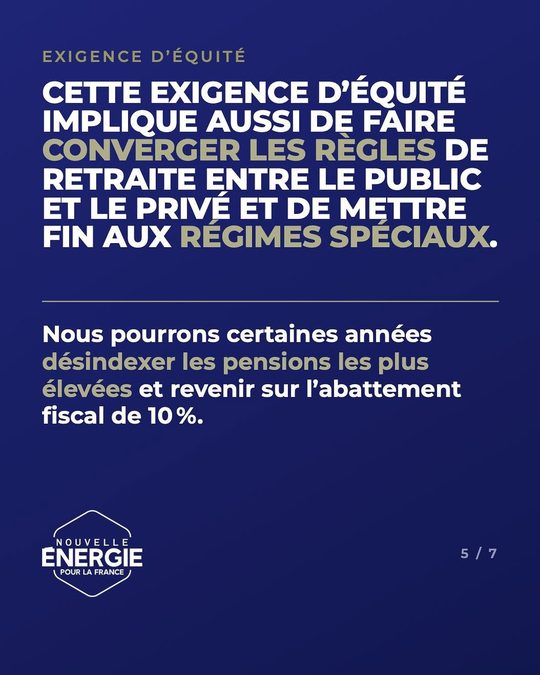 EXIGENCE D’ÉQUITÉ
CETTE EXIGENCE D’ÉQUITÉ
IMPLIQUE AUSSI DE FAIRE
CONVERGER LES RÈGLES DE
RETRAITE ENTRE LE PUBLIC
ET LE PRIVÉ ET DE METTRE
FIN AUX RÉGIMES SPÉCIAUX.
Nous pourrons certaines années
désindexer les pensions les plus
élevées et revenir sur l’abattement
fiscal de 10 %.
NOUVELLE
ÉNERGIE
POUR LA FRANCE
5 / 7